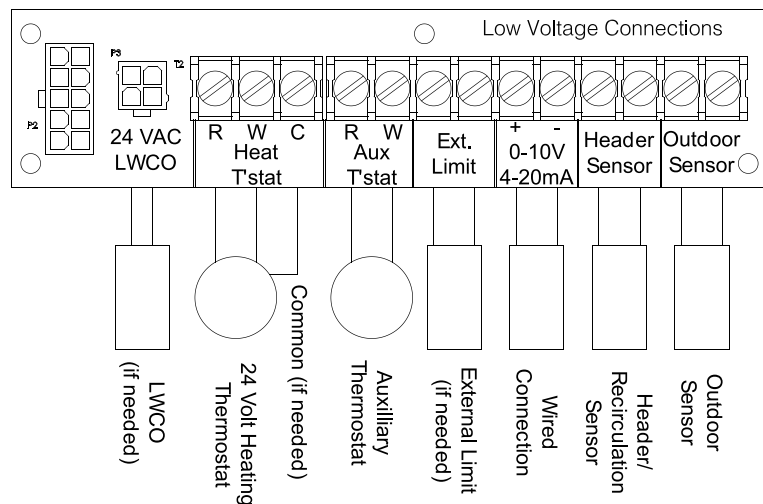 Low Voltage Connections
P3
T2
P2
24 VAC
LWCO
R W C
Heat
T'stat
R W
Aux
T'stat
Ext.
Limit
+ -
0-10V
4-20mA
Header
Sensor
Outdoor
Sensor
LWCO
(if needed)
24 Volt Heating
Thermostat
Common (if needed)
Auxilliary
Thermostat
External Limit
(if needed)
Wired
Connection
Header/
Recirculation
Sensor
Outdoor
Sensor